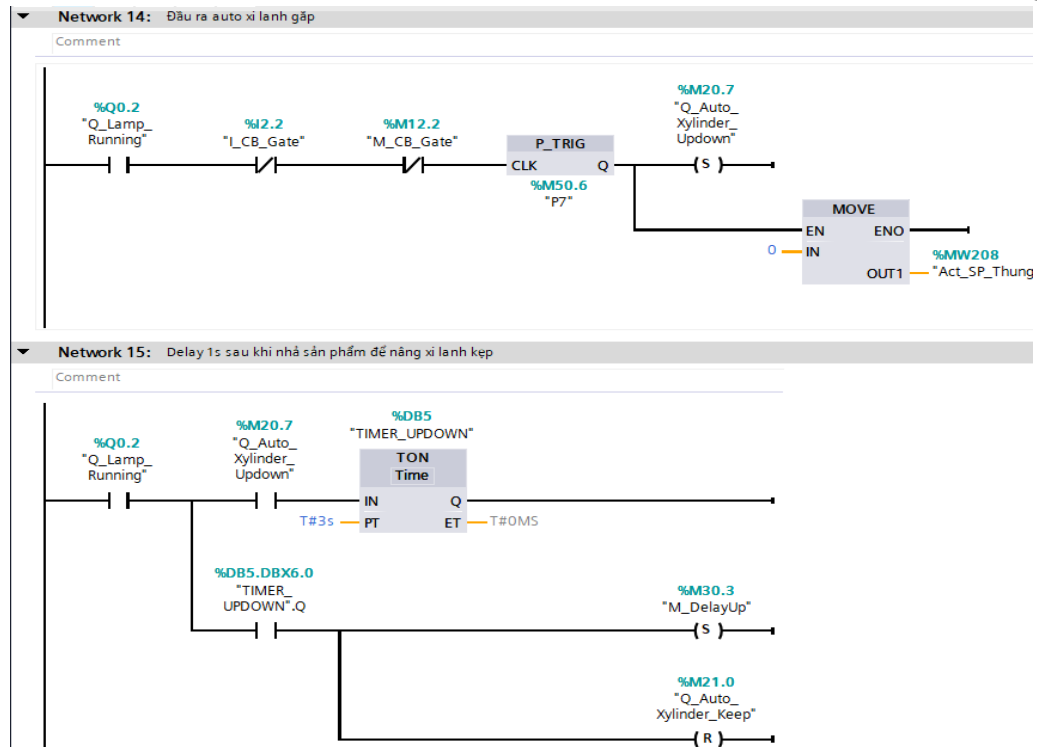 Network 14: Đầu ra auto xi lanh gắp
Comment
%Q0.2
"Q_Lamp_
Running"
%I2.2
"I_CB_Gate"
%M12.2
"M_CB_Gate"
P_TRIG
CLK Q
%M50.6
"P7"
%M20.7
"Q_Auto_
Xylinder_
Updown"
S
MOVE
EN ENO
0 IN
OUT1
%MW208
"Act_SP_Thung
Network 15: Delay 1s sau khi nhả sản phẩm để nâng xi lanh kẹp
Comment
%Q0.2
"Q_Lamp_
Running"
%M20.7
"Q_Auto_
Xylinder_
Updown"
%DB5
"TIMER_UPDOWN"
TON
Time
IN Q
T#3s PT ET T#0MS
%DB5.DBX6.0
"TIMER_
UPDOWN".Q
%M30.3
"M_DelayUp"
S
%M21.0
"Q_Auto_
Xylinder_Keep"
R